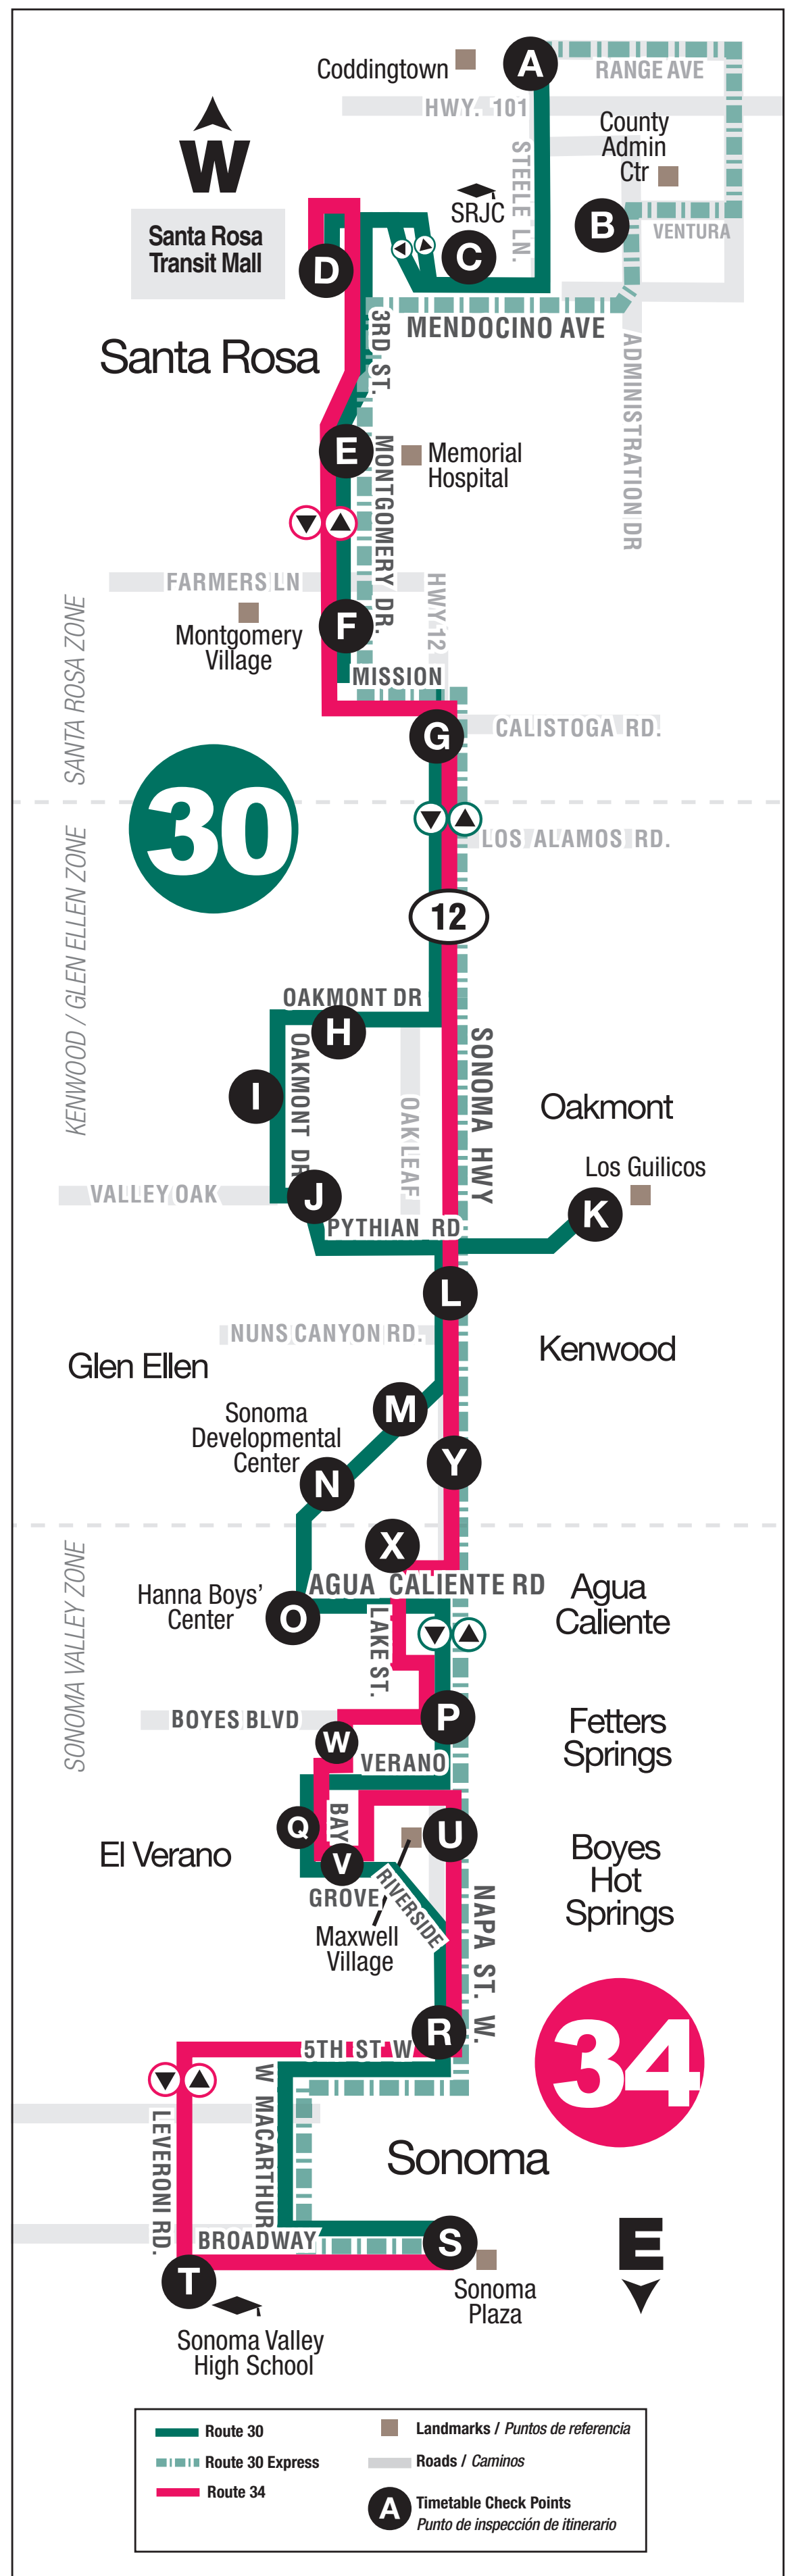 Coddingtown
A
RANGE AVE
HWY. 101
County
Admin
Ctr
W
STEELE LN.
SRJC
B
VENTURA
Santa Rosa
Transit Mall
C
D
MENDOCINO AVE
3RD ST.
Santa Rosa
ADMINISTRATION DR
E
MONTGOMERY DR.
Memorial
Hospital
FARMERS LN
HWY 12
F
Montgomery
Village
MISSION
SANTA ROSA ZONE
G
CALISTOGA RD.
30
LOS ALAMOS RD.
KENWOOD / GLEN ELLEN ZONE
12
OAKMONT DR
H
OAKMONT DR
SONOMA HWY
I
OAK LEAF
Oakmont
Los Guilicos
VALLEY OAK
J
K
PYTHIAN RD
L
NUNS CANYON RD.
Kenwood
Glen Ellen
M
Sonoma
Developmental
Center
Y
N
X
SONOMA VALLEY ZONE
AGUA CALIENTE RD
Agua
Caliente
Hanna Boys'
Center
O
LAKE ST.
BOYES BLVD
P
Fetters
Springs
W
VERANO
BAY
Q
U
El Verano
V
Boyes
Hot
Springs
GROVE
RIVERSIDE
NAPA ST. W.
Maxwell
Village
R
5TH ST W
34
W MACARTHUR
LEVERONI RD.
Sonoma
BROADWAY
S
E
T
Sonoma
Plaza
Sonoma Valley
High School
Route 30
Route 30 Express
Route 34
Landmarks / Puntos de referencia
Roads / Caminos
A
Timetable Check Points
Punto de inspección de itinerario